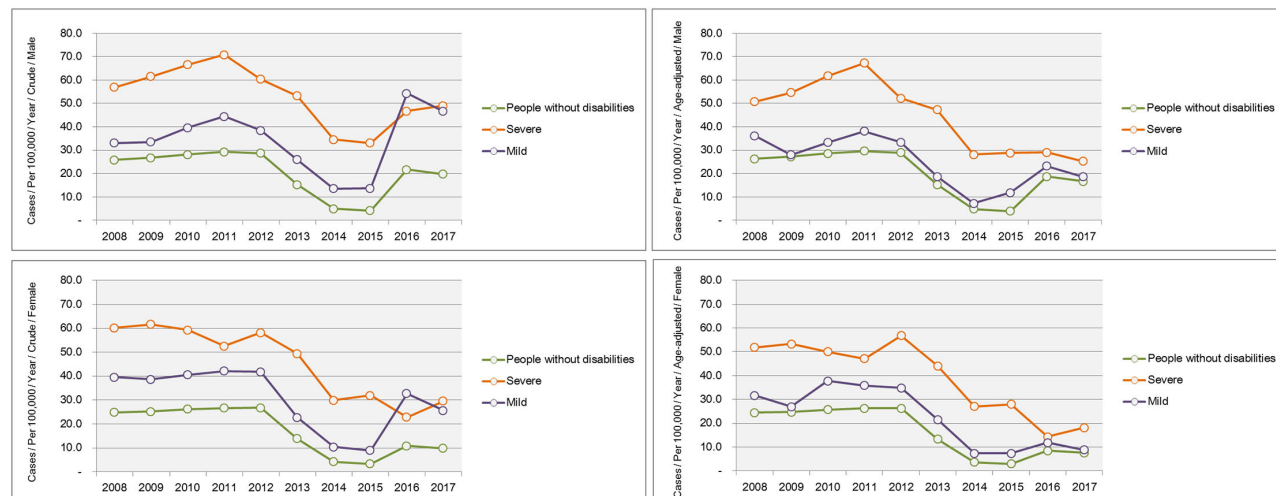 Cases / Per 100,000 /Year / Crude / Male
80.0
70.0
60.0
50.0
40.0
30.0
20.0
10.0
-
2008 2009 2010 2011 2012 2013 2014 2015 2016 2017
People without disabilities
Severe
Mild
Cases / Per 100,000 /Year / Age-adjusted / Male
80.0
70.0
60.0
50.0
40.0
30.0
20.0
10.0
-
2008 2009 2010 2011 2012 2013 2014 2015 2016 2017
People without disabilities
Severe
Mild
Cases / Per 100,000 /Year / Crude / Female
80.0
70.0
60.0
50.0
40.0
30.0
20.0
10.0
-
2008 2009 2010 2011 2012 2013 2014 2015 2016 2017
People without disabilities
Severe
Mild
Cases / Per 100,000 / Year / Age-adjusted / Female
80.0
70.0
60.0
50.0
40.0
30.0
20.0
10.0
-
2008 2009 2010 2011 2012 2013 2014 2015 2016 2017
People without disabilities
Severe
Mild